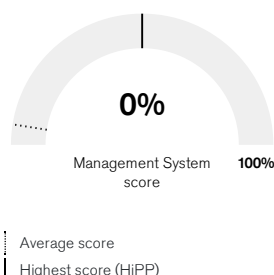 0%
Management System
score
100%
Average score
Highest score (HiPP)